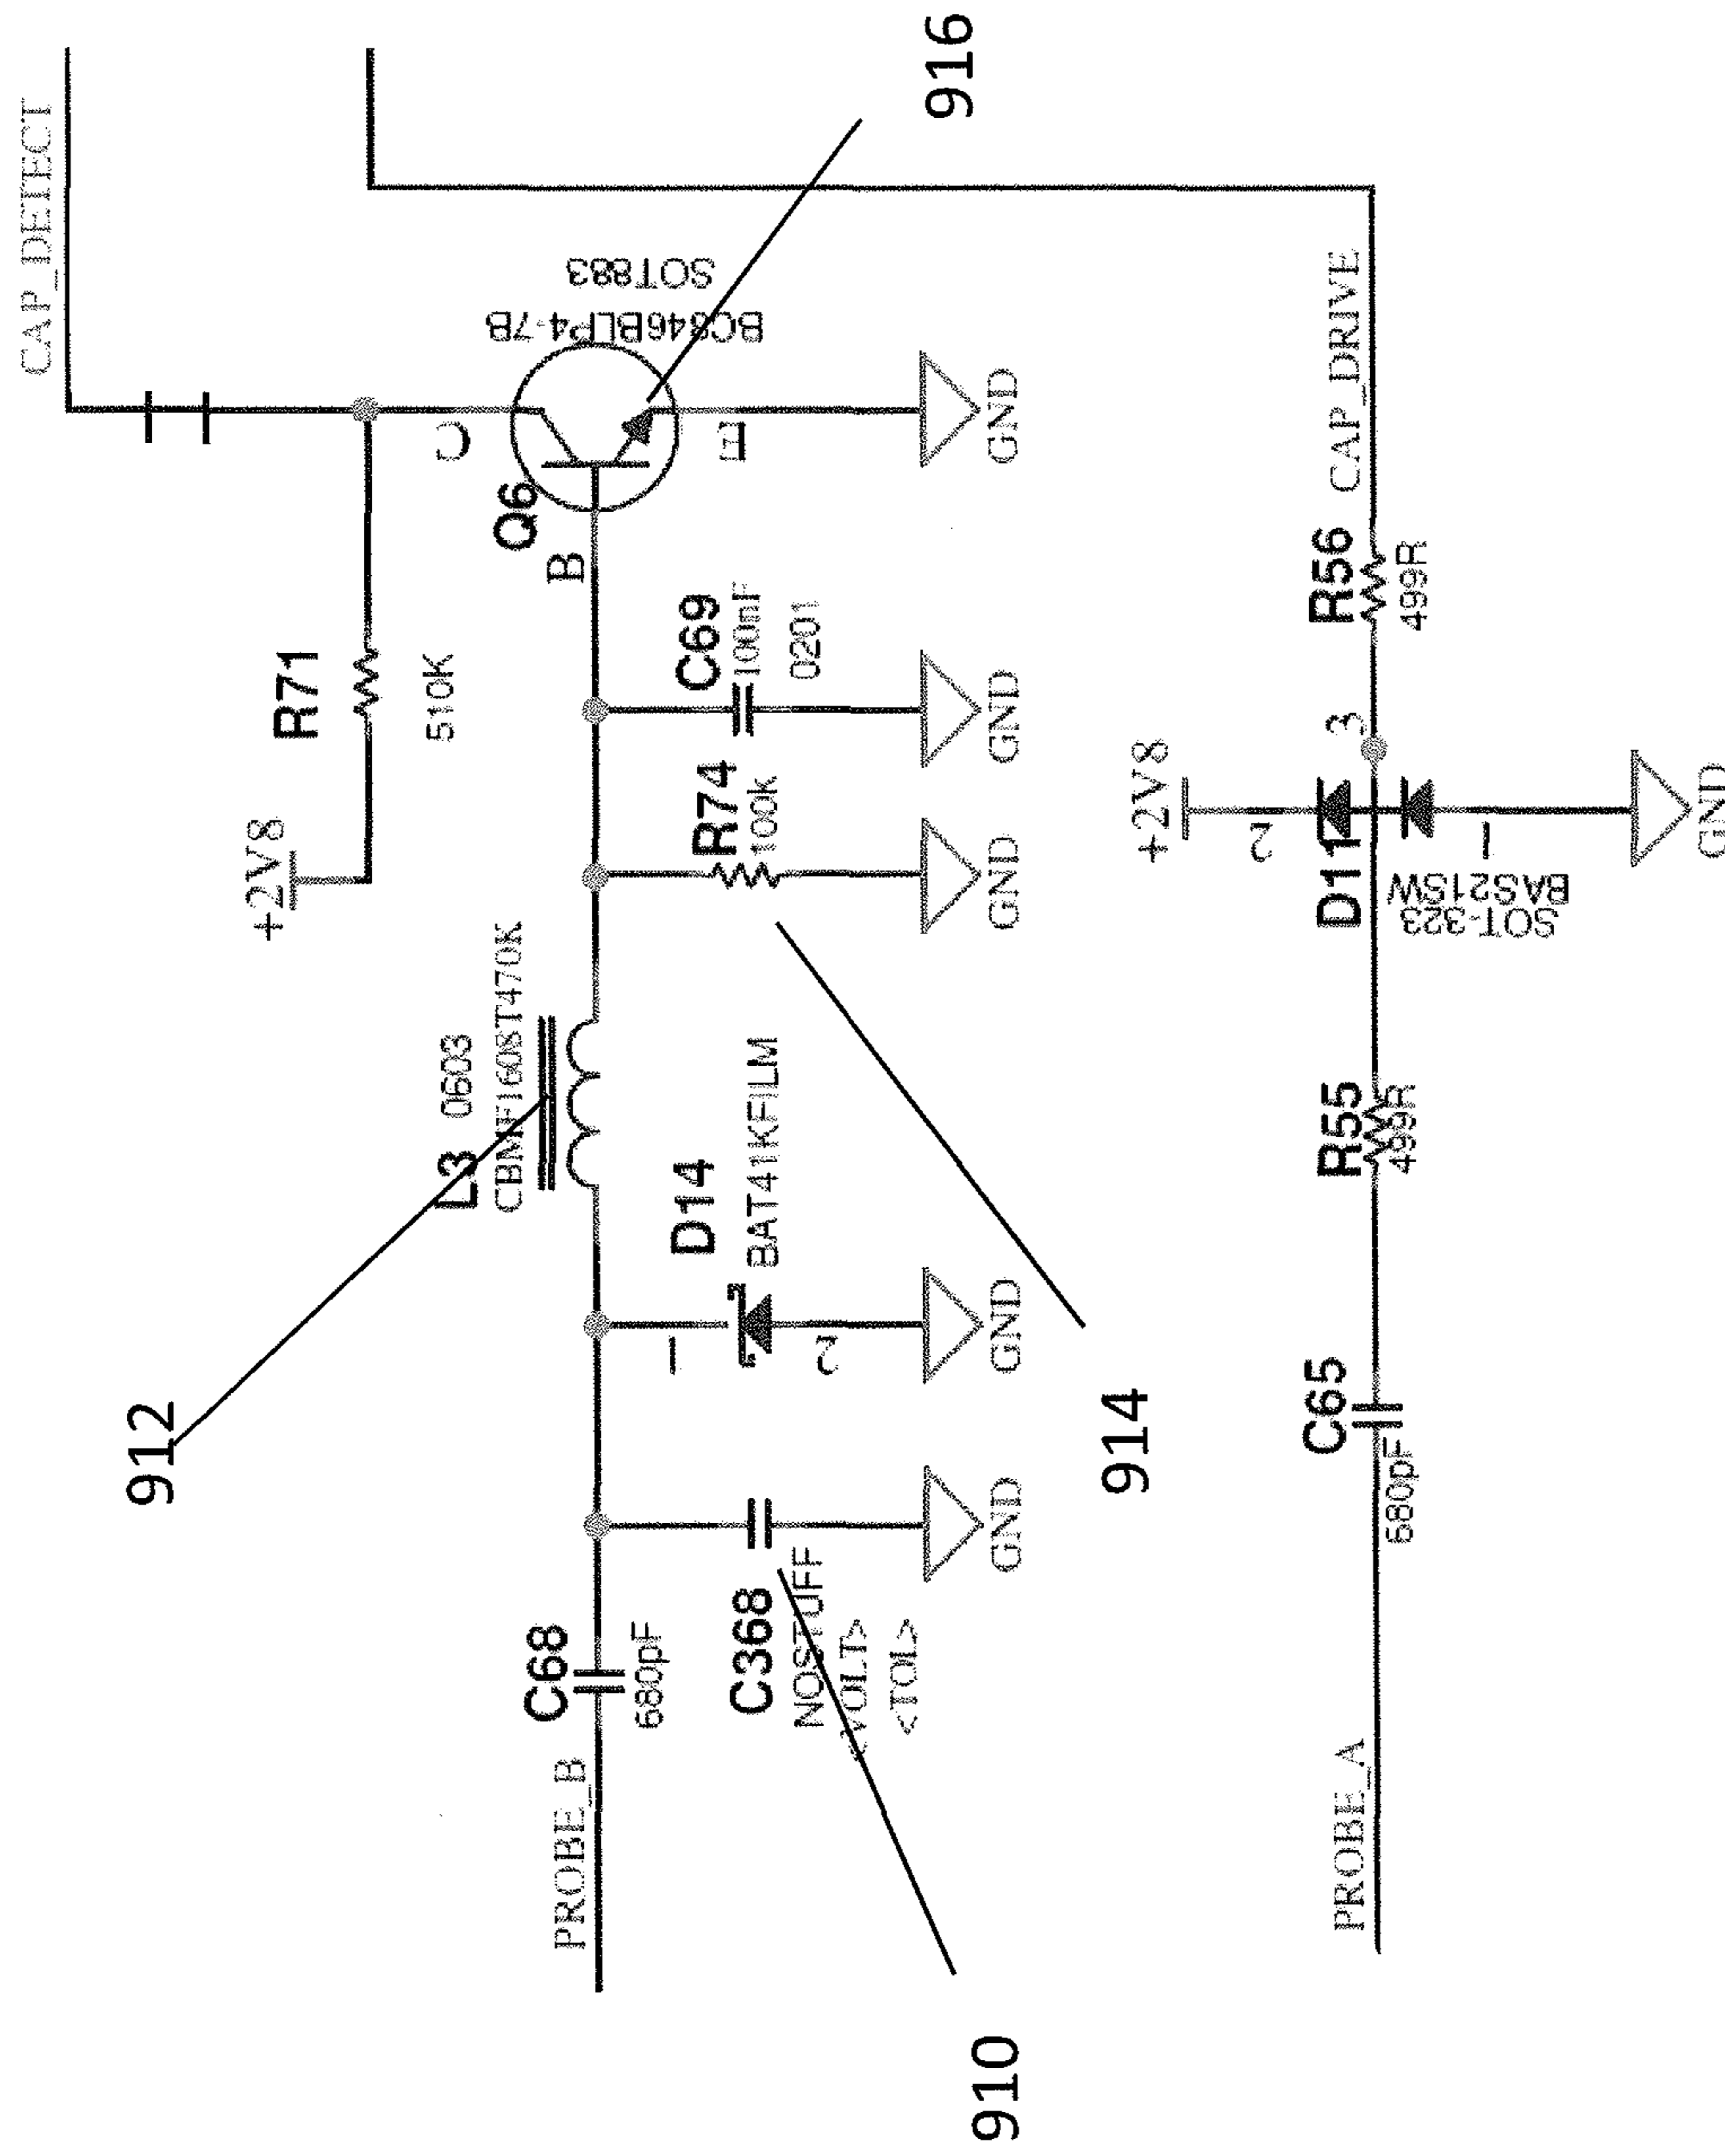 CAP_DETECT
912
+2V8
R71
510K
C
L3 0603
CBMF1608ST470K
Q6
B
BC846BLP4-7B
SOT883
916
PROBE_B
C68
680pF
1
D14
BAT41KFILM
2
C69
100nF
0201
R74
100K
E
C368
NOSTUFF
<VOLT>
<TOL>
GND
GND
GND
GND
GND
910
914
+2V8
2
PROBE_A
C65
680pF
R55
499R
D11
BAS21SW
SOT-323
3
1
R56
499R
CAP_DRIVE
GND